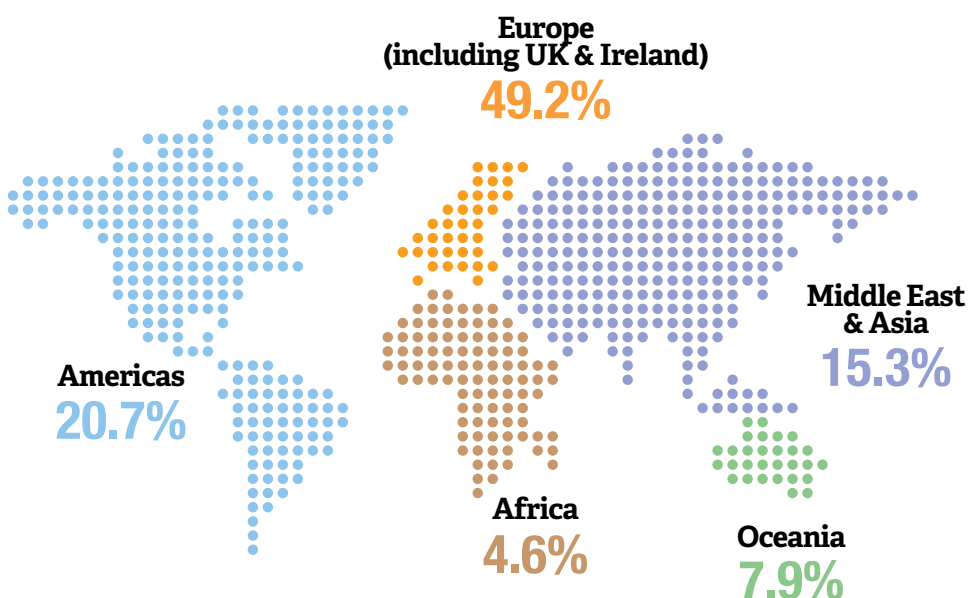 Europe
(including UK & Ireland)
49.2%
Middle East
& Asia
15.3%
Americas
20.7%
Africa
4.6%
Oceania
7.9%